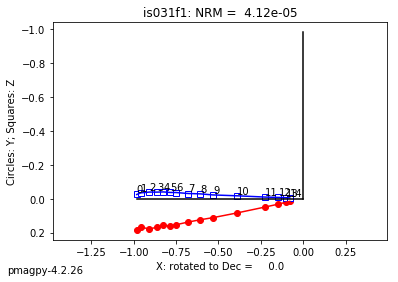 is031f1: NRM = 4.12e-05
−1.0
−0.8
−0.6
−0.4
−0.2
0.0
0.2
Circles: Y; Squares: Z
0 1 2 3 4 5 6 7 8 9 10 11 12 13 14
−1.25 −1.00 −0.75 −0.50 −0.25 0.00 0.25
X: rotated to Dec = 0.0
pmagpy-4.2.26